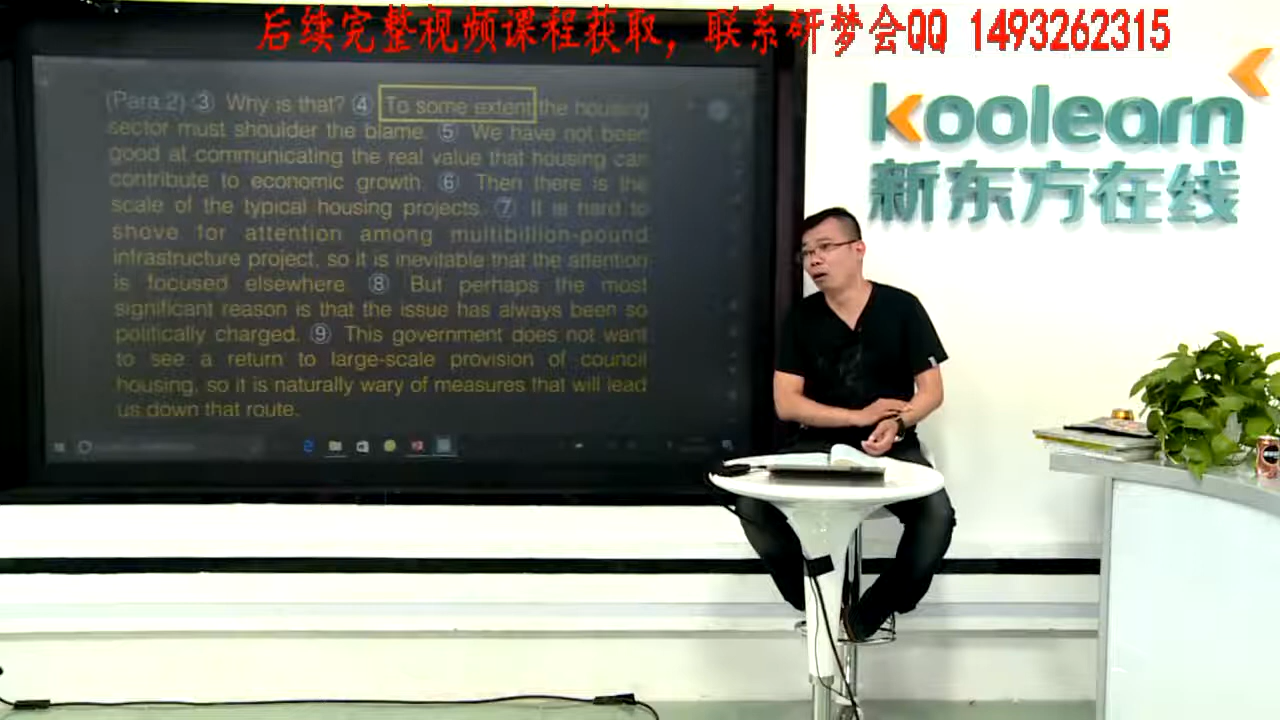 后续完整视频课程获取，联系研梦会QQ 1493262315
(Para.2) ③ Why is that? ④ To some extent the housing
sector must shoulder the blame. ⑤ We have not been
good at communicating the real value that housing can
contribute to economic growth. ⑥ Then there is the
scale of the typical housing projects. ⑦ It is hard to
shove for attention among multibillion-pound
infrastructure project, so it is inevitable that the attention
is focused elsewhere. ⑧ But perhaps the most
significant reason is that the issue has always been so
politically charged. ⑨ This government does not want
to see a return to large-scale provision of council
housing, so it is naturally wary of measures that will lead
us down that route.
koolearn
新东方在线